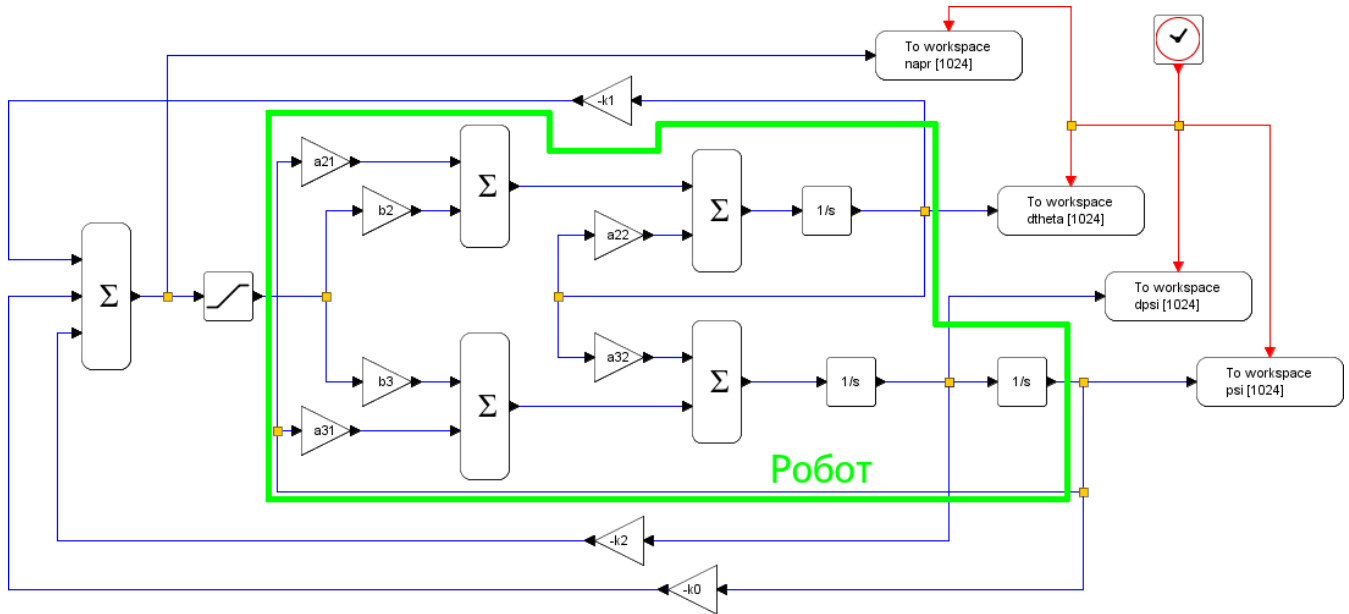 To workspace
napr [1024]
-k1
a21
Σ
b2
Σ
1/s
To workspace
dtheta [1024]
a22
Σ
To workspace
dpsi [1024]
b3
Σ
a32
Σ
1/s
1/s
To workspace
psi [1024]
a31
Робот
-k2
-k0